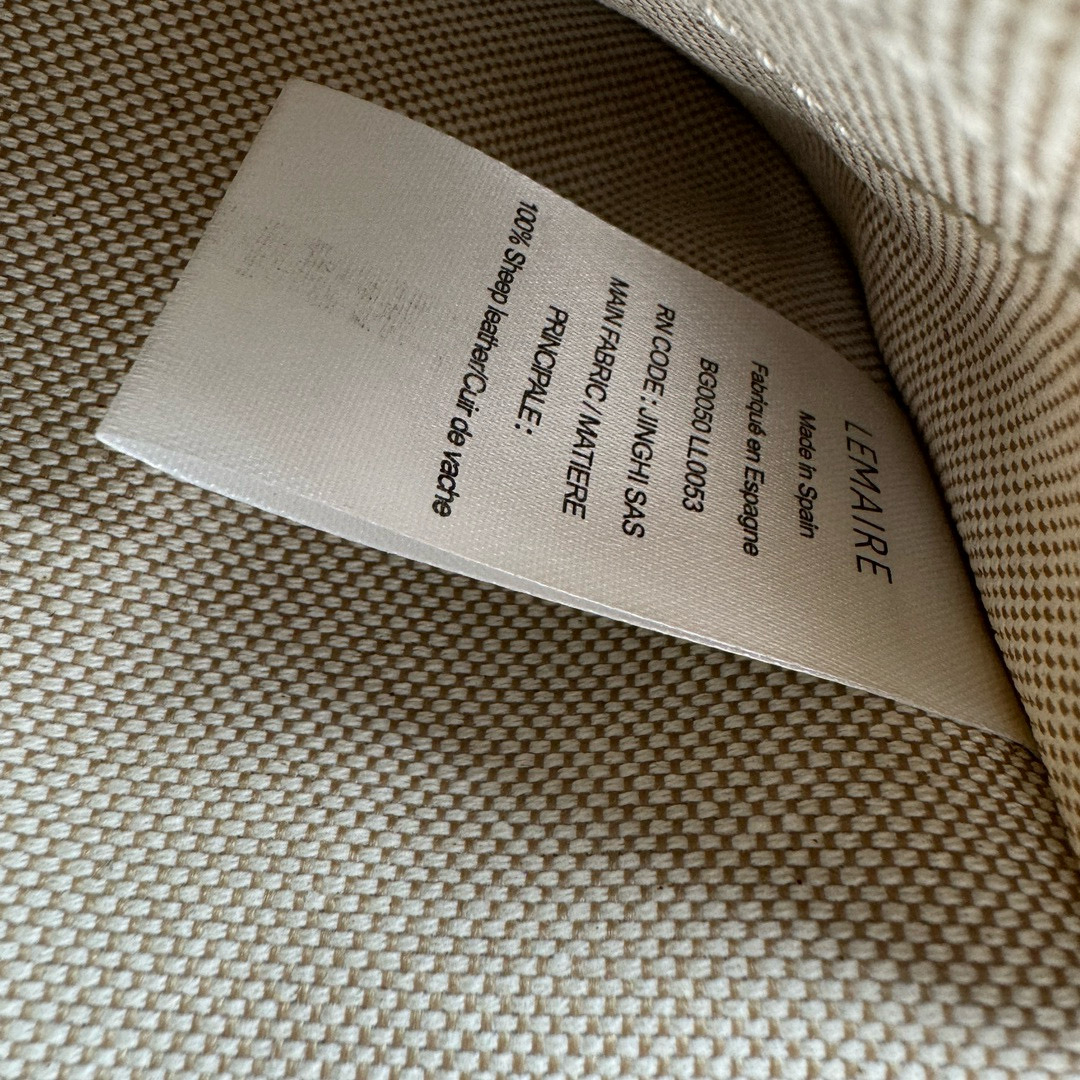 LEMAIRE
Made in Spain
Fabriqué en Espagne
BG0050 LL0053
RN CODE : JINGHI SAS
MAIN FABRIC / MATIERE
PRINCIPALE :
100% Sheep leather/Cuir de vache